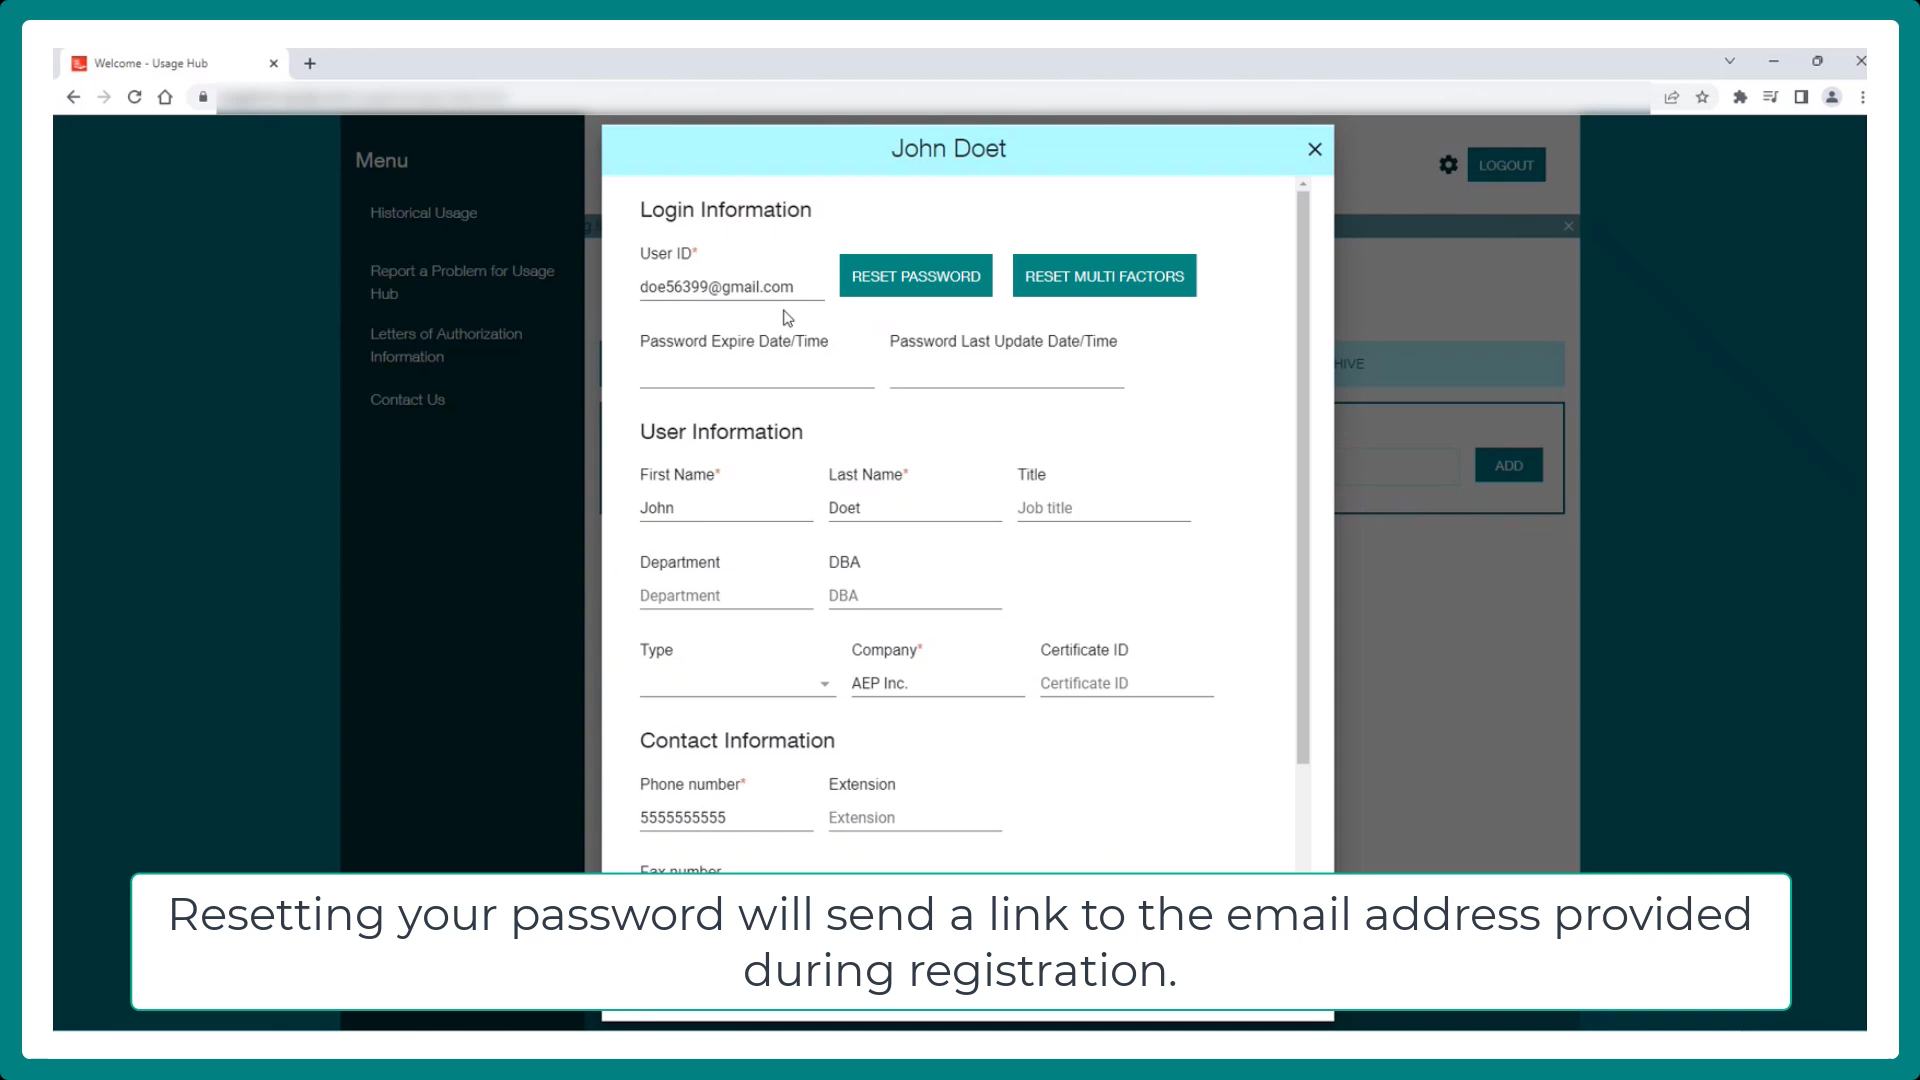 Welcome - Usage Hub
Menu
Historical Usage
Report a Problem for Usage
Hub
Letters of Authorization
Information
Contact Us
LOGOUT
John Doet
Login Information
User ID*
doe56399@gmail.com
RESET PASSWORD
RESET MULTI FACTORS
Password Expire Date/Time
Password Last Update Date/Time
HIVE
User Information
ADD
First Name*
Last Name*
Title
John
Doet
Job title
Department
DBA
Department
DBA
Type
Company*
Certificate ID
AEP Inc.
Certificate ID
Contact Information
Phone number*
Extension
5555555555
Extension
Fax number
Resetting your password will send a link to the email address provided
during registration.